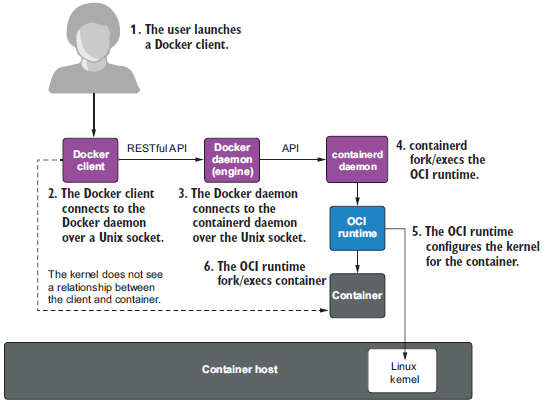 1. The user launches
a Docker client.
Docker
client
RESTful API
Docker
daemon
(engine)
API
containerd
daemon
4. containerd
fork/execs the
OCI runtime.
2. The Docker client
connects to the
Docker daemon
over a Unix socket.
3. The Docker daemon
connects to the
containerd daemon
over the Unix socket.
OCI
runtime
5. The OCI runtime
configures the kernel
for the container.
6. The OCI runtime
fork/execs container
The kernel does not see
a relationship between
the client and container.
Container
Container host
Linux
kernel